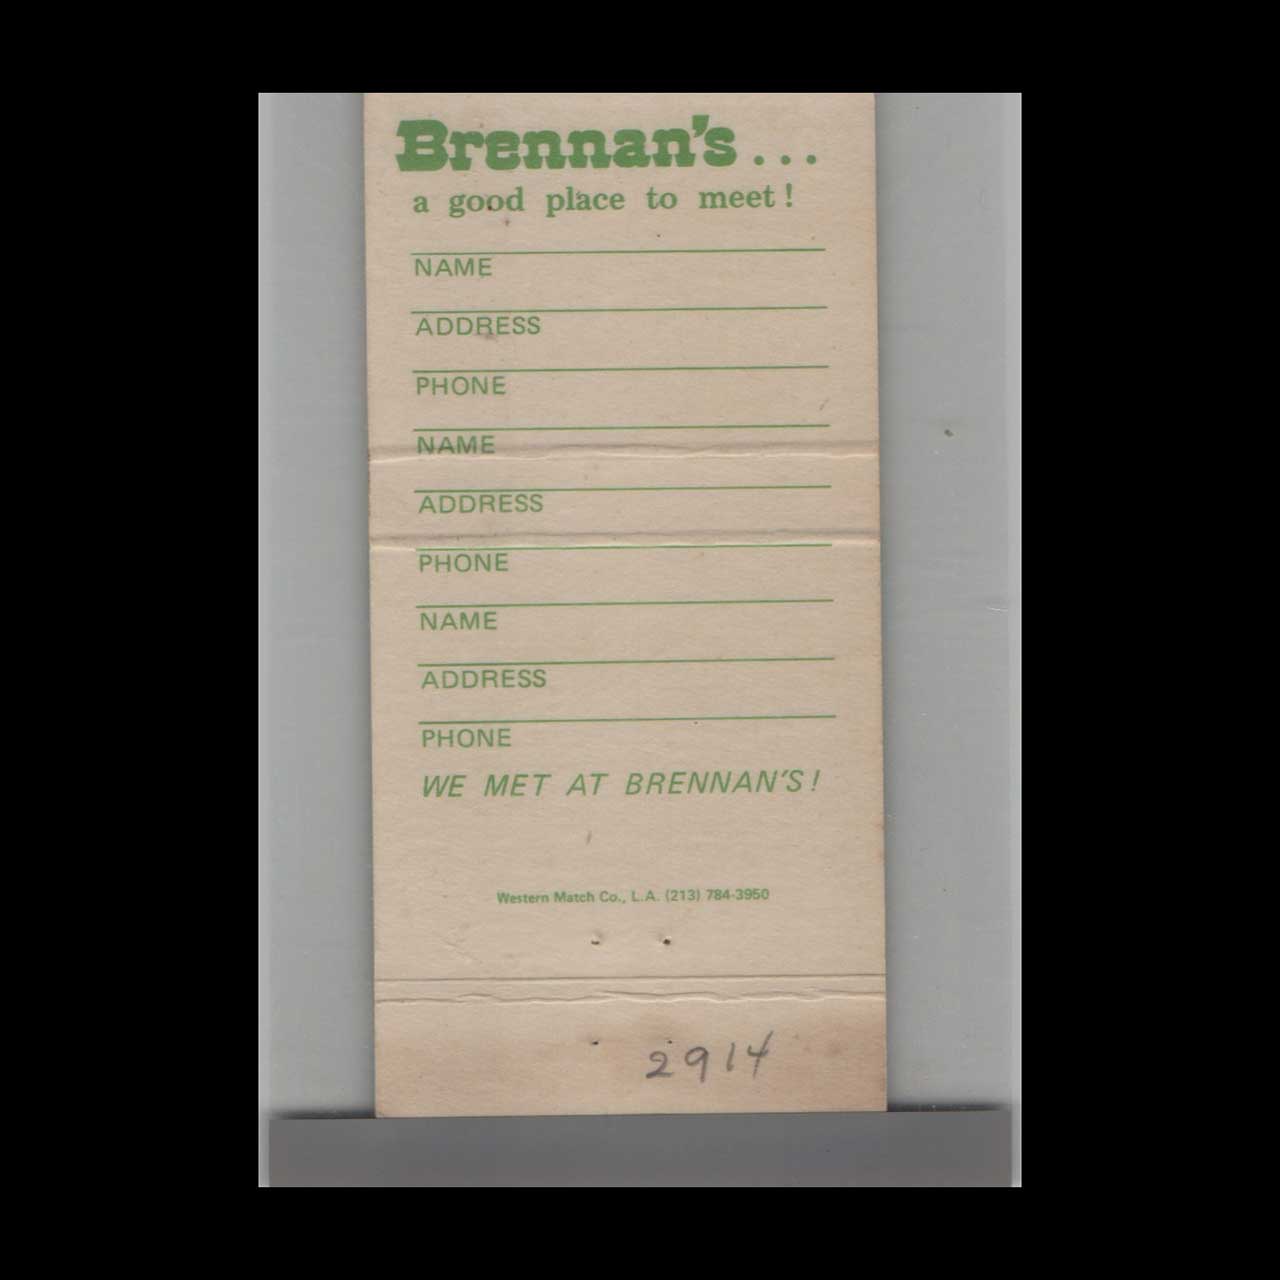 Brennan's...
a good place to meet!
NAME
ADDRESS
PHONE
NAME
ADDRESS
PHONE
NAME
ADDRESS
PHONE
WE MET AT BRENNAN'S!
Western Match Co., L.A. (213) 784-3950
2914